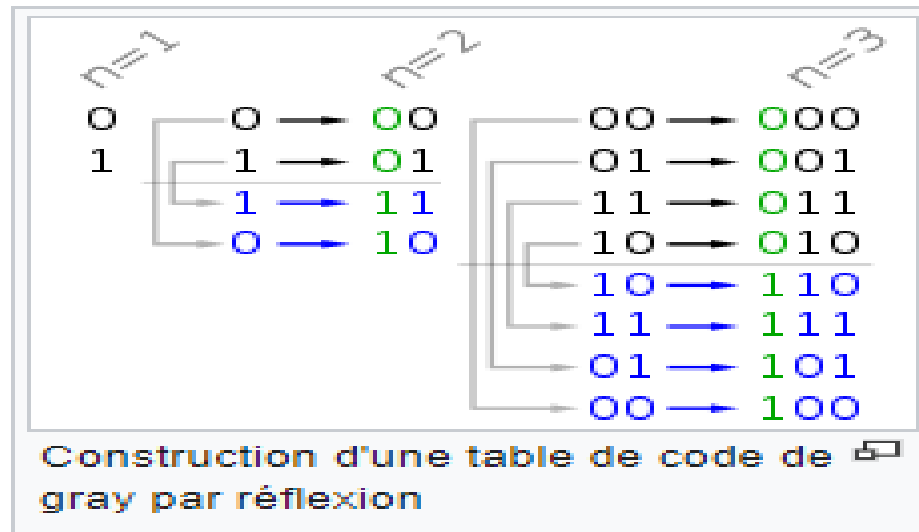 n=1 n=2 n=3
0 0 00 00 000
1 1 01 01 001
1 11 11 011
0 10 10 010
10 110
11 111
01 101
00 100
Construction d'une table de code de
gray par réflexion